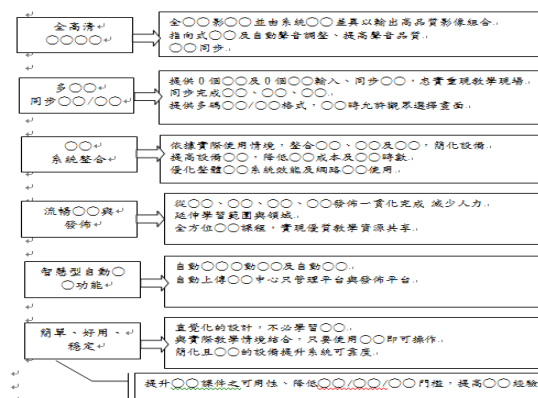 全高清
○○○○
全○○影○○並由系統○○差異以輸出高品質影像組合
指向式○○及自動聲音調整、提高聲音品質
○○同步
多○○
同步○○/○○
提供0個○○及0個○○輸入、同步○○，忠實重現教學現場
同步完成○○、○○、○○
提供多碼○○/○○格式，○○時允許觀眾選擇畫面
○○
系統整合
依據實際使用情境，整合○○、○○及○○，簡化設備
提高設備○○，降低○○成本及○○時數
優化整體○○系統效能及網路○○使用
流暢○○與
發佈
從○○、○○、○○、○○發佈一貫化完成 減少人力
延伸學習範圍與領域
全方位○○課程，實現優質教學資源共享
智慧型自動○
○功能
自動○○○動○○及自動○○
自動上傳○○中心只管理平台與發佈平台
簡單、好用、
穩定
直覺化的設計，不必學習○○
與實際教學情境結合，只要使用○○即可操作
簡化且○○的設備提升系統可靠度
提升○○課件之可用性、降低○○/○○/○○門檻，提高○○經驗